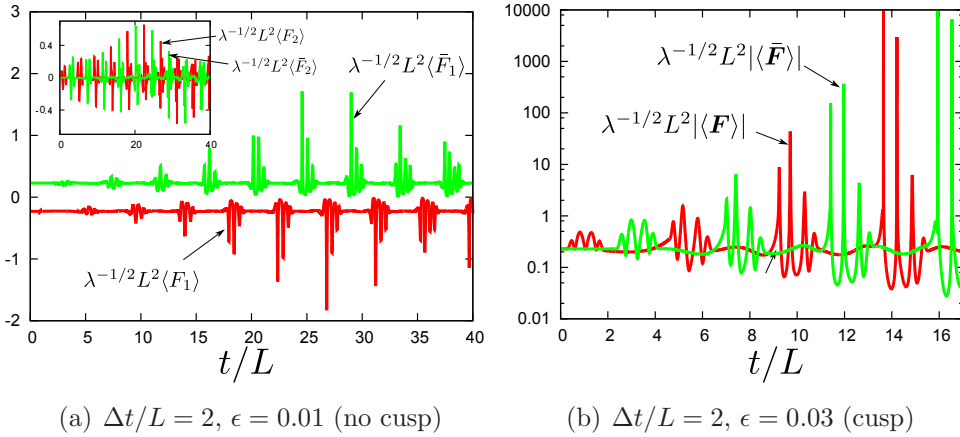 3
2
1
0
-1
-2
0 5 10 15 20 25 30 35 40
t/L
0.4
0
-0.4
0 10 20 30 40
λ^{-1/2}L^2⟨F_2⟩
λ^{-1/2}L^2⟨F̄_2⟩
λ^{-1/2}L^2⟨F̄_1⟩
λ^{-1/2}L^2⟨F_1⟩
(a) Δt/L = 2, ϵ = 0.01 (no cusp)
10000
1000
100
10
1
0.1
0.01
0 2 4 6 8 10 12 14 16
t/L
λ^{-1/2}L^2|⟨F̄⟩|
λ^{-1/2}L^2|⟨F⟩|
(b) Δt/L = 2, ϵ = 0.03 (cusp)